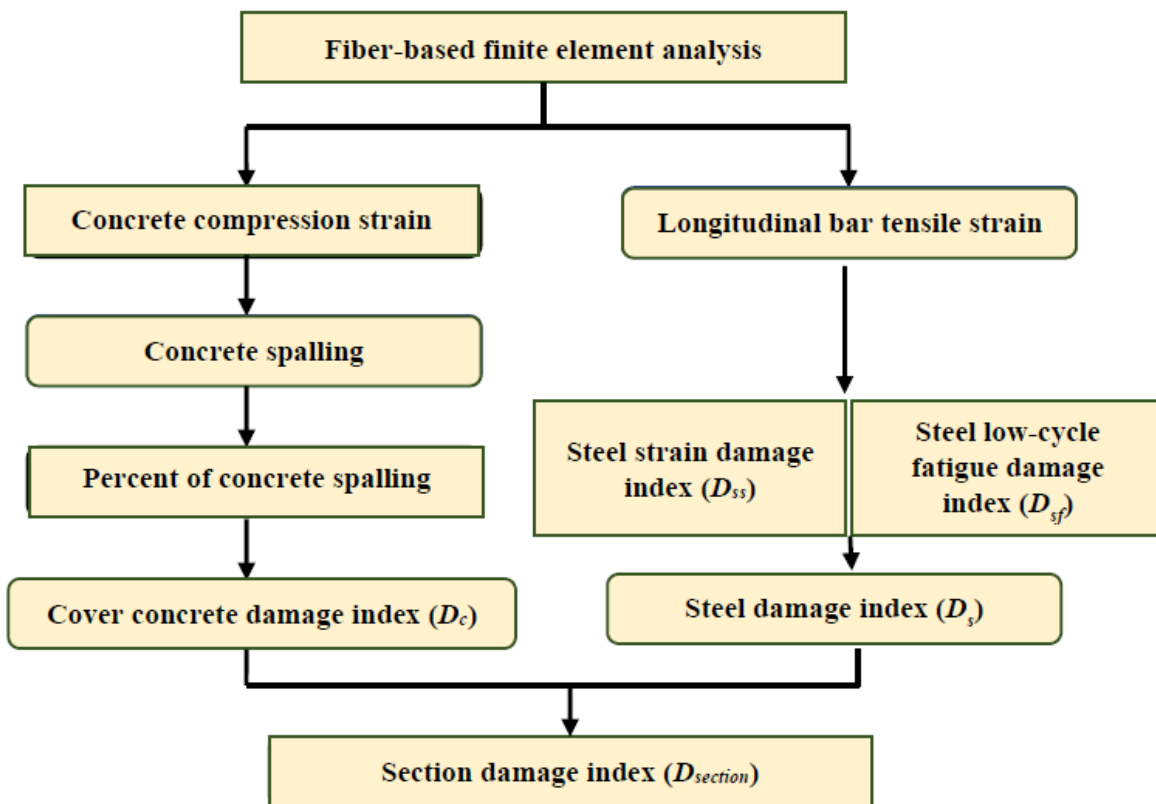 Fiber-based finite element analysis
Concrete compression strain
Longitudinal bar tensile strain
Concrete spalling
Percent of concrete spalling
Steel strain damage
index (Dss)
Steel low-cycle
fatigue damage
index (Dsf)
Cover concrete damage index (Dc)
Steel damage index (Ds)
Section damage index (Dsection)